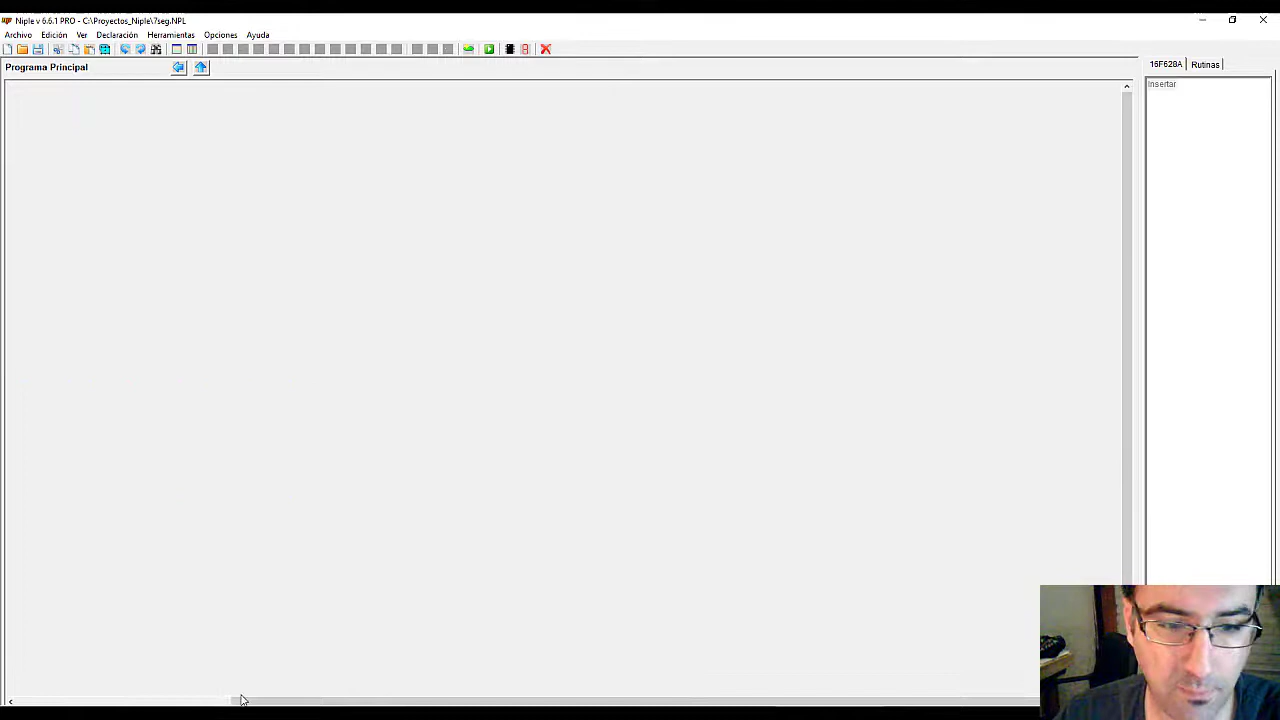 Niple v 6.6.1 PRO - C:\Proyectos_Niple\7seg.NPL
Archivo Edición Ver Declaración Herramientas Opciones Ayuda
Programa Principal
16F628A Rutinas
Insertar